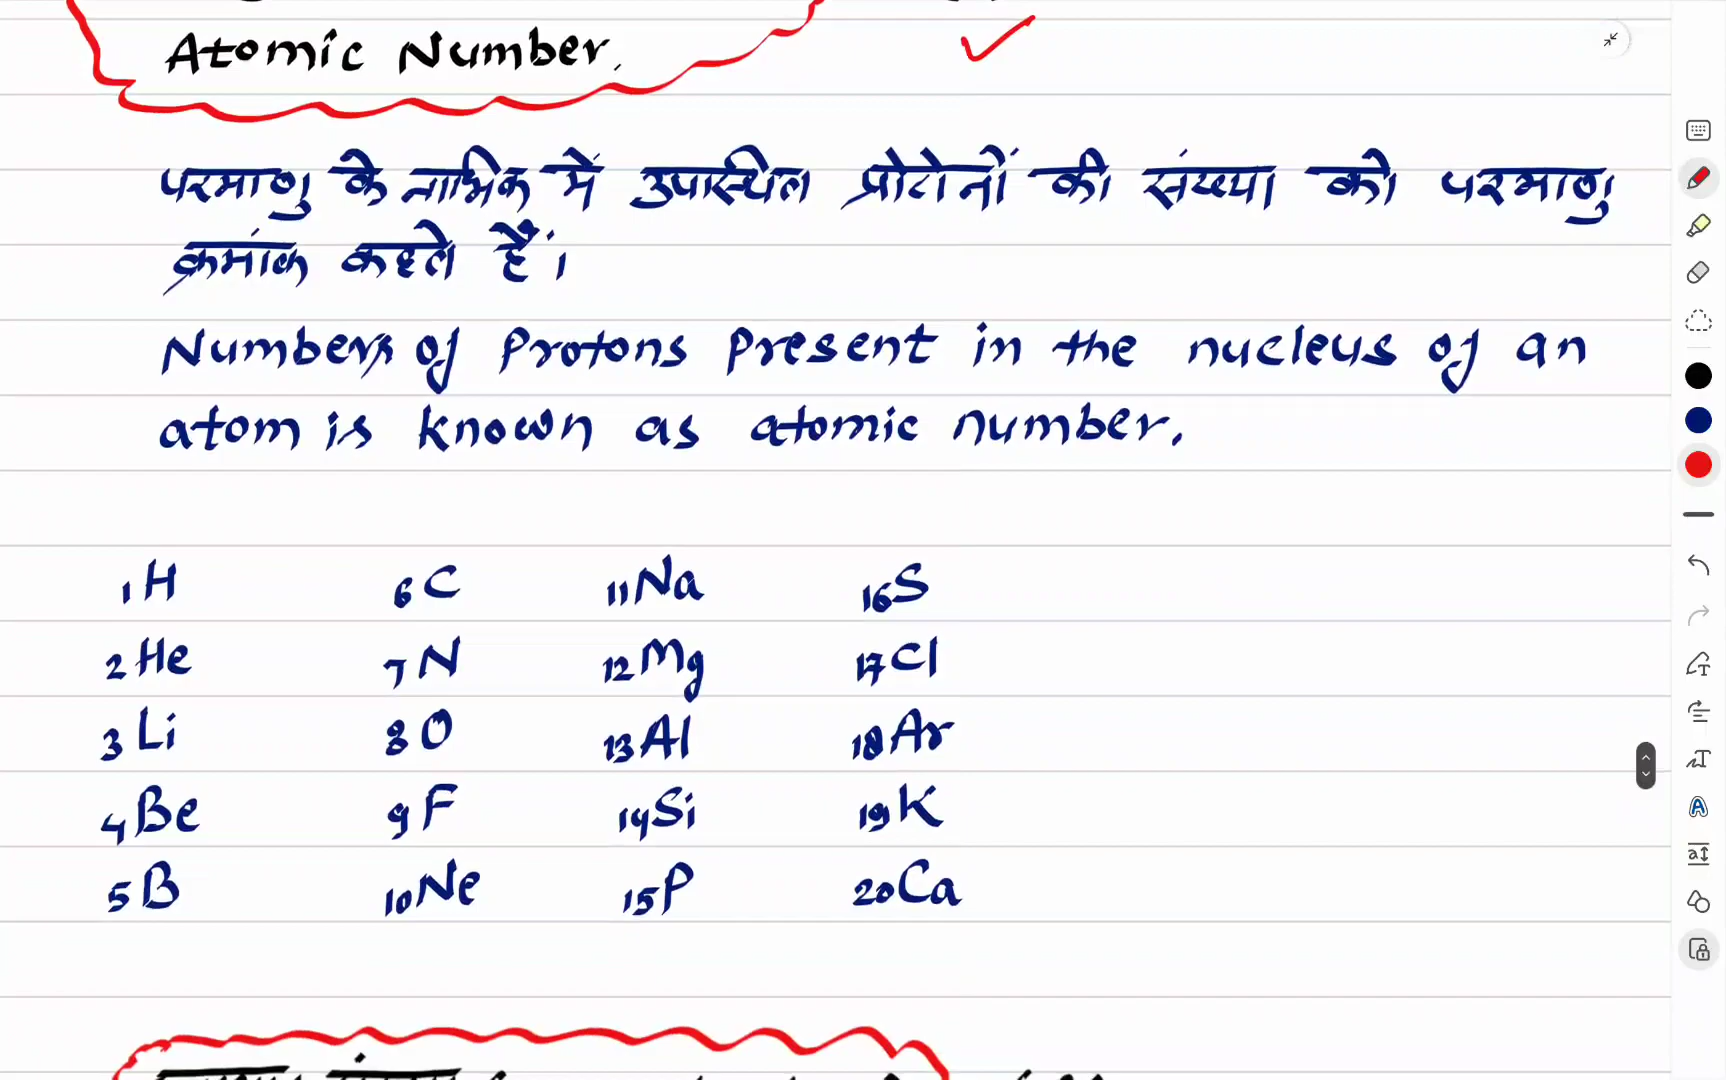 Atomic Number.
परमाणु के नाभिक में उपस्थित प्रोटोनों की संख्या को परमाणु
क्रमांक कहते हैं।
Numbers of Protons present in the nucleus of an
atom is known as atomic number.
1H 6C 11Na 16S
2He 7N 12Mg 17Cl
3Li 8O 13Al 18Ar
4Be 9F 14Si 19K
5B 10Ne 15P 20Ca